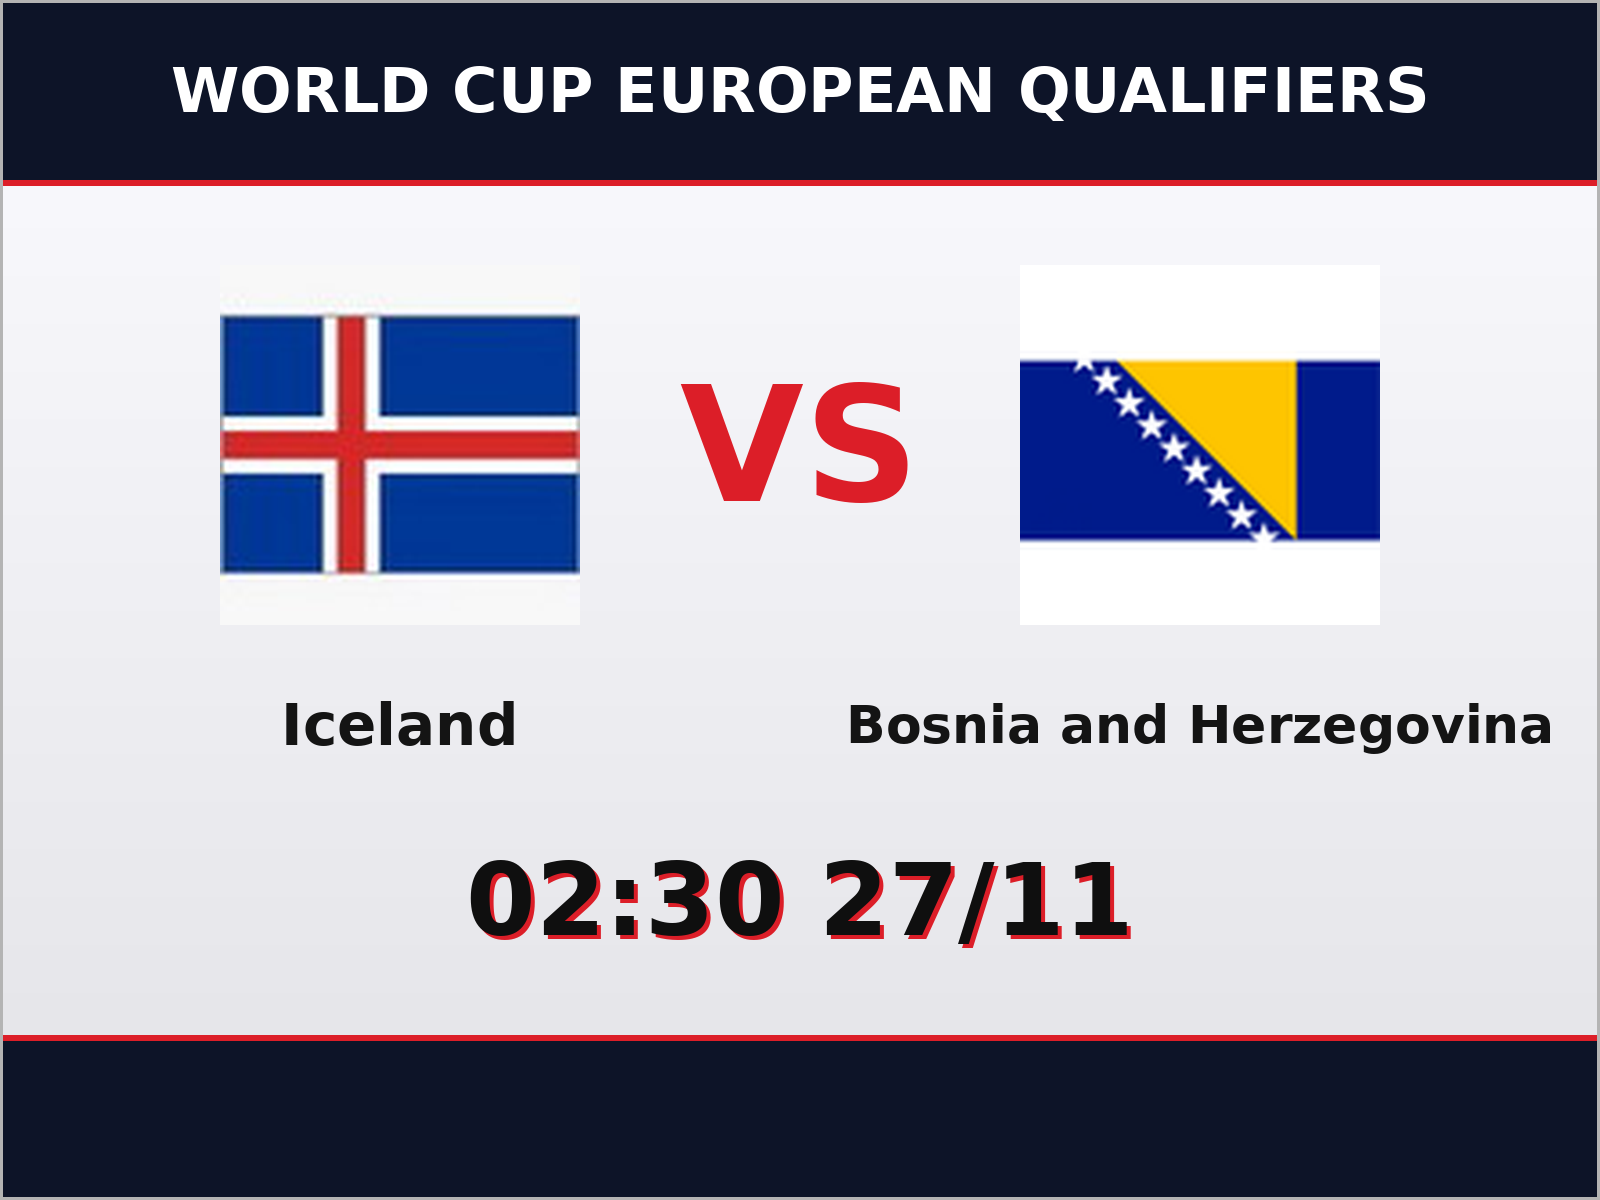 WORLD CUP EUROPEAN QUALIFIERS
VS
Iceland
Bosnia and Herzegovina
02:30 27/11